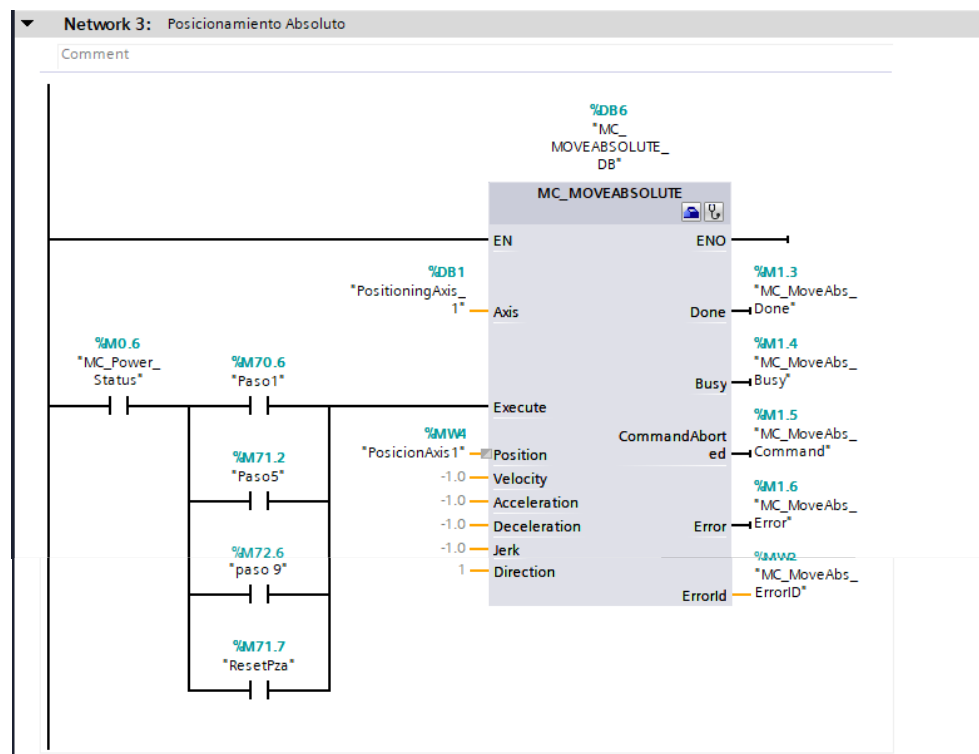 Network 3: Posicionamiento Absoluto
Comment
%DB6
"MC_
MOVEABSOLUTE_
DB"
MC_MOVEABSOLUTE
EN
ENO
%DB1
"PositioningAxis_
1"
Axis
%M1.3
"MC_MoveAbs_
Done"
Done
%M0.6
"MC_Power_
Status"
%M70.6
"Paso1"
%M1.4
"MC_MoveAbs_
Busy"
Busy
Execute
%M1.5
"MC_MoveAbs_
Command"
CommandAbort
ed
%MW4
"PosicionAxis1"
Position
%M71.2
"Paso5"
-1.0
Velocity
-1.0
Acceleration
%M1.6
"MC_MoveAbs_
Error"
Error
-1.0
Deceleration
%M72.6
"paso 9"
-1.0
Jerk
1
Direction
%MW2
"MC_MoveAbs_
ErrorID"
ErrorId
%M71.7
"ResetPza"